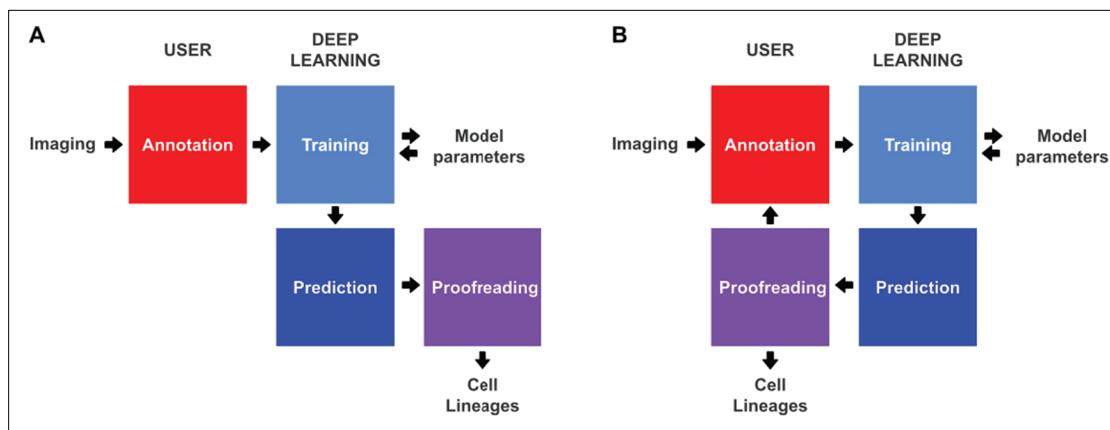 A
USER
DEEP
LEARNING
Imaging
Annotation
Training
Model
parameters
Prediction
Proofreading
Cell
Lineages
B
USER
DEEP
LEARNING
Imaging
Annotation
Training
Model
parameters
Proofreading
Prediction
Cell
Lineages